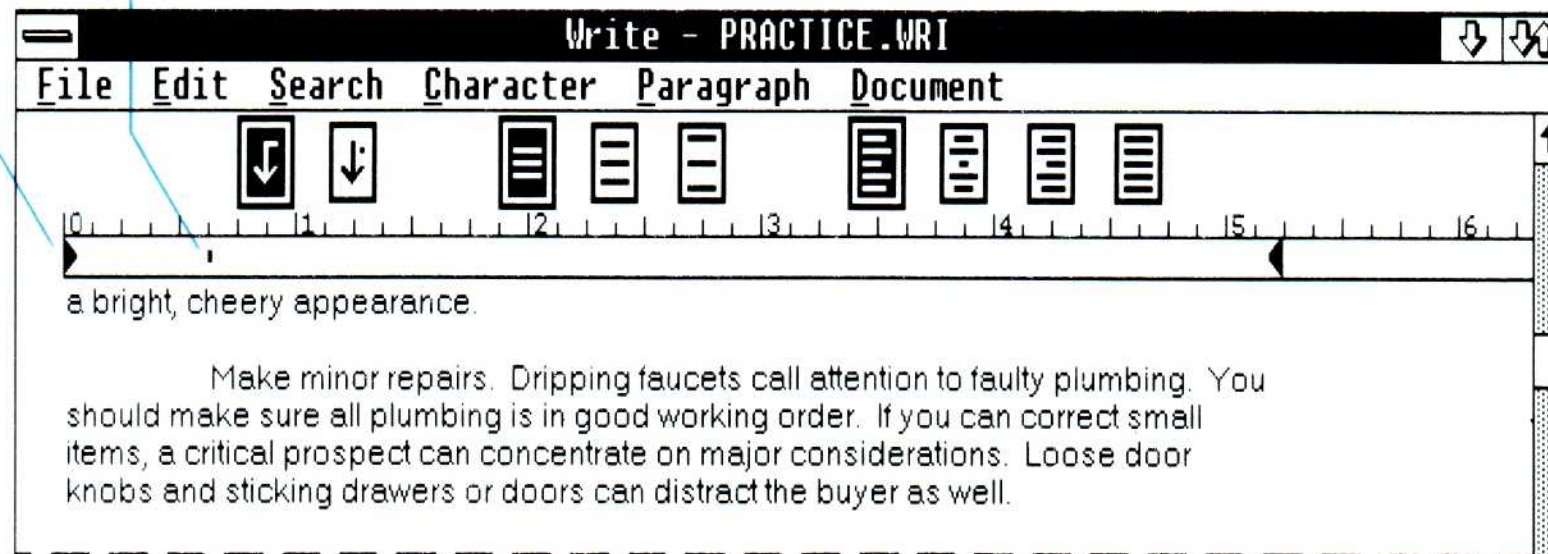 Write - PRACTICE.WRI
File Edit Search Character Paragraph Document
0 1 2 3 4 5 6
a bright, cheery appearance.
Make minor repairs. Dripping faucets call attention to faulty plumbing. You
should make sure all plumbing is in good working order. If you can correct small
items, a critical prospect can concentrate on major considerations. Loose door
knobs and sticking drawers or doors can distract the buyer as well.